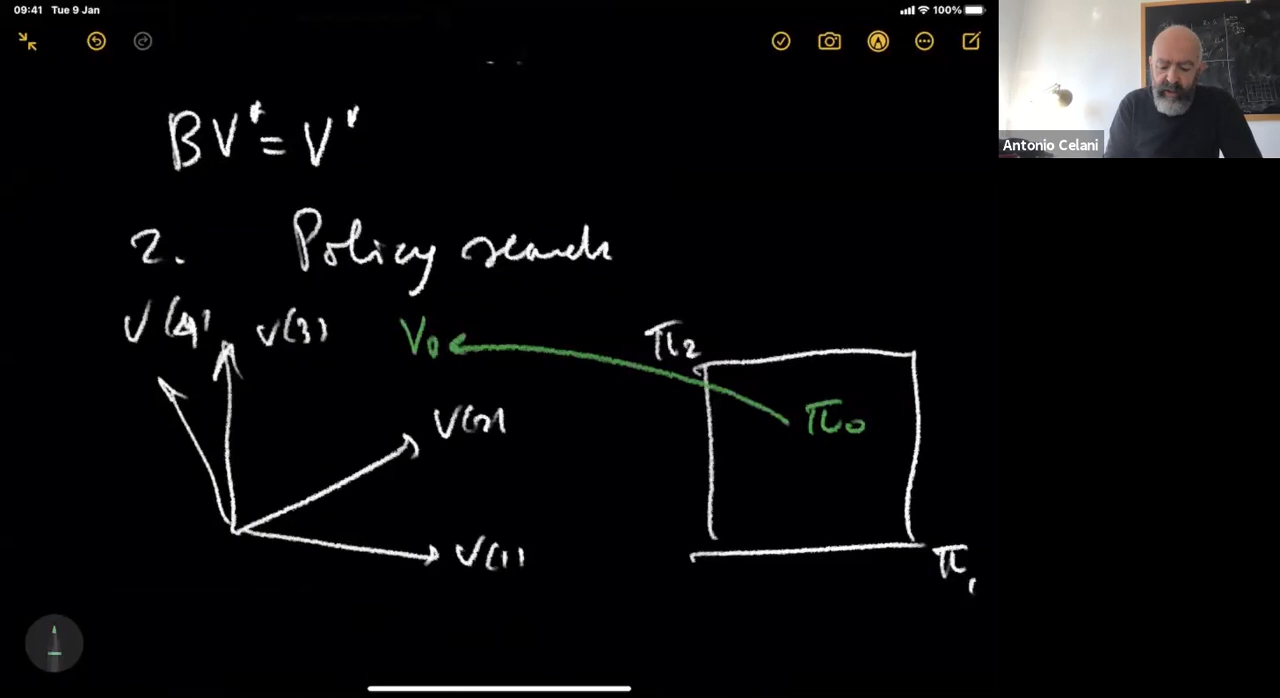 09:41 Tue 9 Jan
100%
Antonio Celani
BV* = V*
2. Policy search
V(4) V(3) V0 π2
π0
V(2)
V(1)
π1